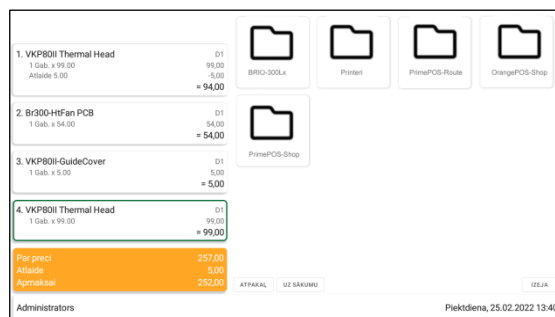 1. VKP80II Thermal Head D1
1 Gab. x 99.00 99,00
Atlaide 5.00 -5,00
= 94,00
2. Br300-HtFan PCB D1
1 Gab. x 54.00 54,00
= 54,00
3. VKP80II-GuideCover D1
1 Gab. x 5.00 5,00
= 5,00
4. VKP80II Thermal Head D1
1 Gab. x 99.00 99,00
= 99,00
Par preci 257,00
Atlaide 5,00
Apmaksai 252,00
BRIO-300Lx Printeri PrimePOS-Route OrangePOS-Shop
PrimePOS-Shop
ATPAKAĻ UZ SĀKUMU IZEJA
Administrators Piektdiena, 25.02.2022 13:40